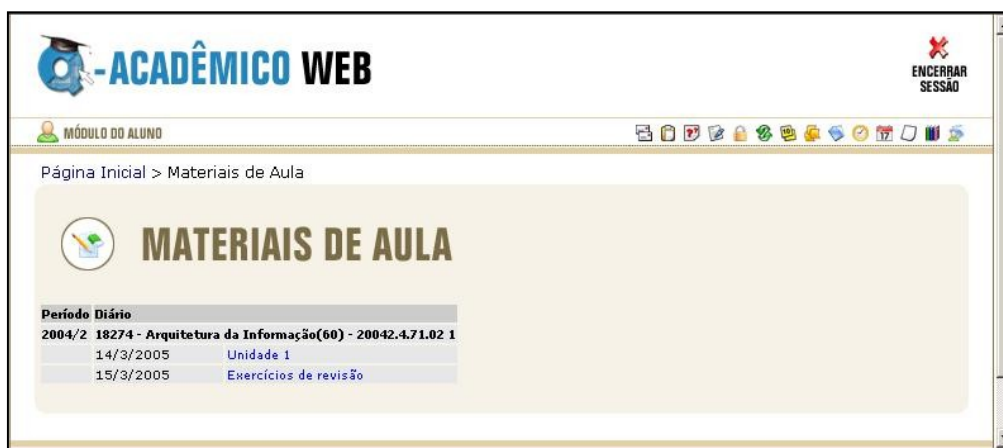 Q-ACADÊMICO WEB
ENCERRAR
SESSÃO
MÓDULO DO ALUNO
17
Página Inicial > Materiais de Aula
MATERIAIS DE AULA
Período Diário
2004/2 18274 - Arquitetura da Informação(60) - 20042.4.71.02 1
14/3/2005 Unidade 1
15/3/2005 Exercícios de revisão